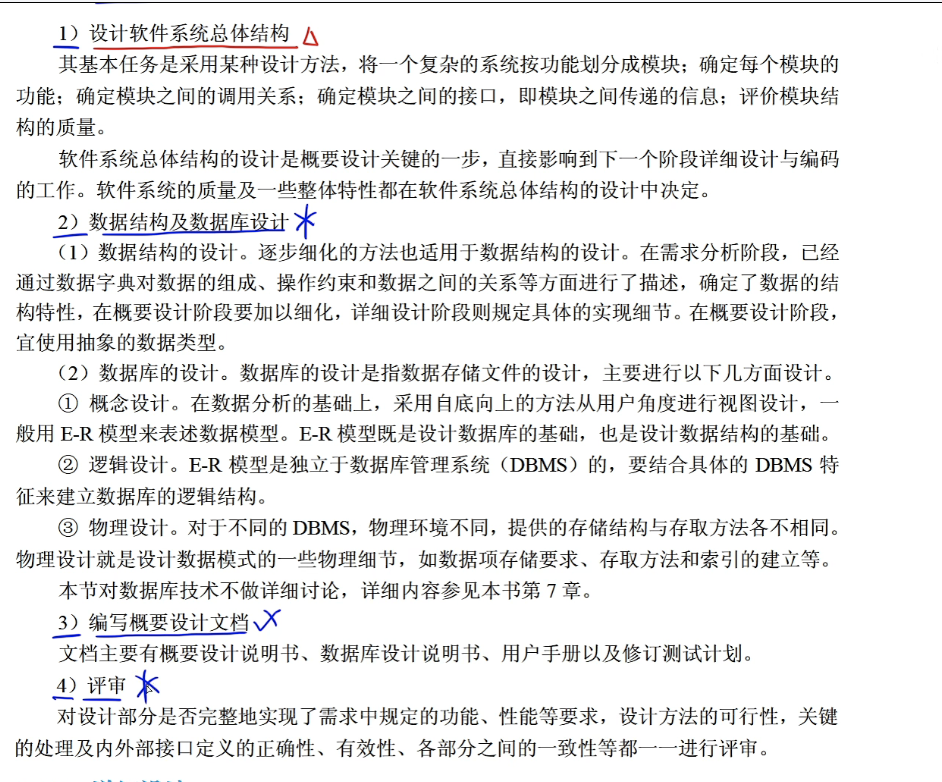 1）设计软件系统总体结构
其基本任务是采用某种设计方法，将一个复杂的系统按功能划分成模块；确定每个模块的
功能；确定模块之间的调用关系；确定模块之间的接口，即模块之间传递的信息；评价模块结
构的质量。
软件系统总体结构的设计是概要设计关键的一步，直接影响到下一个阶段详细设计与编码
的工作。软件系统的质量及一些整体特性都在软件系统总体结构的设计中决定。
2）数据结构及数据库设计
（1）数据结构的设计。逐步细化的方法也适用于数据结构的设计。在需求分析阶段，已经
通过数据字典对数据的组成、操作约束和数据之间的关系等方面进行了描述，确定了数据的结
构特性，在概要设计阶段要加以细化，详细设计阶段则规定具体的实现细节。在概要设计阶段，
宜使用抽象的数据类型。
（2）数据库的设计。数据库的设计是指数据存储文件的设计，主要进行以下几方面设计。
① 概念设计。在数据分析的基础上，采用自底向上的方法从用户角度进行视图设计，一
般用 E-R 模型来表述数据模型。E-R 模型既是设计数据库的基础，也是设计数据结构的基础。
② 逻辑设计。E-R 模型是独立于数据库管理系统（DBMS）的，要结合具体的 DBMS 特
征来建立数据库的逻辑结构。
③ 物理设计。对于不同的 DBMS，物理环境不同，提供的存储结构与存取方法各不相同。
物理设计就是设计数据模式的一些物理细节，如数据项存储要求、存取方法和索引的建立等。
本节对数据库技术不做详细讨论，详细内容参见本书第 7 章。
3）编写概要设计文档
文档主要有概要设计说明书、数据库设计说明书、用户手册以及修订测试计划。
4）评审
对设计部分是否完整地实现了需求中规定的功能、性能等要求，设计方法的可行性，关键
的处理及内外部接口定义的正确性、有效性、各部分之间的一致性等都一一进行评审。